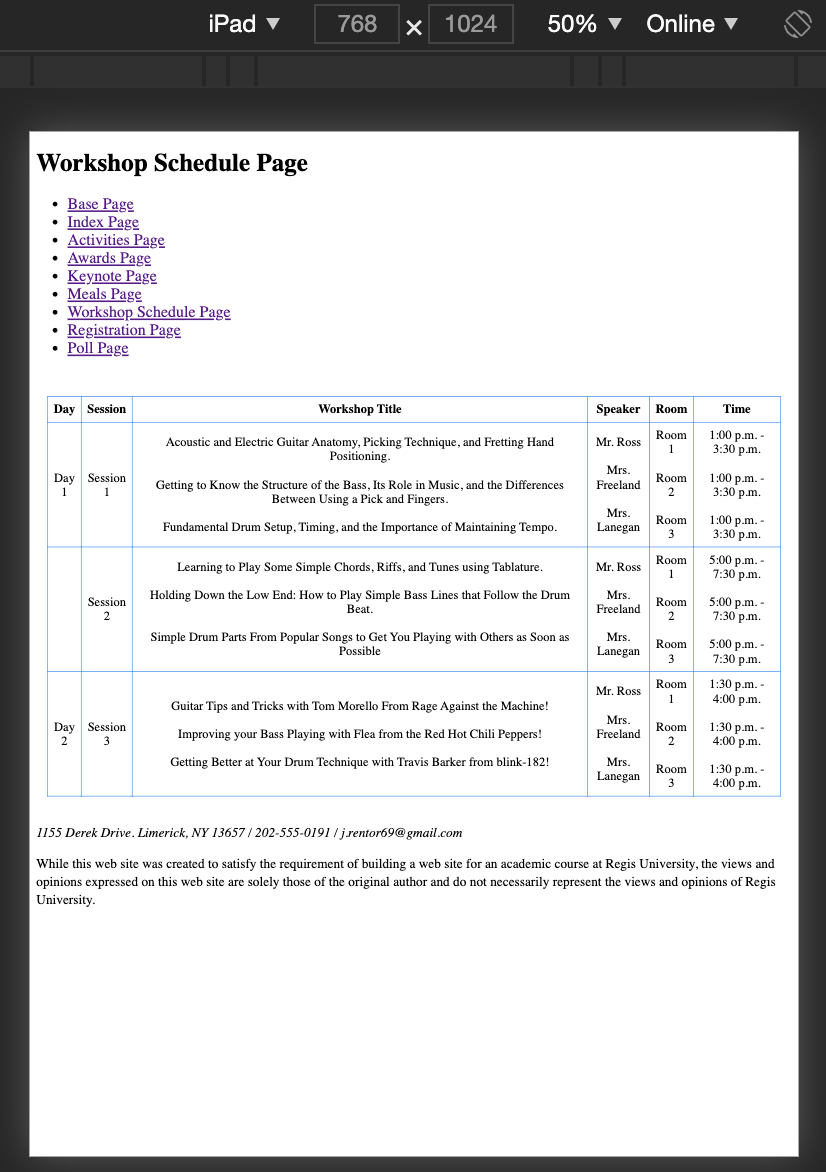 iPad ▼ 768 × 1024 50% ▼ Online ▼
Workshop Schedule Page
• Base Page
• Index Page
• Activities Page
• Awards Page
• Keynote Page
• Meals Page
• Workshop Schedule Page
• Registration Page
• Poll Page
Day Session Workshop Title Speaker Room Time
Day
1
Session
1
Acoustic and Electric Guitar Anatomy, Picking Technique, and Fretting Hand
Positioning.
Getting to Know the Structure of the Bass, Its Role in Music, and the Differences
Between Using a Pick and Fingers.
Fundamental Drum Setup, Timing, and the Importance of Maintaining Tempo.
Mr. Ross
Mrs.
Freeland
Mrs.
Lanegan
Room
1
Room
2
Room
3
1:00 p.m. -
3:30 p.m.
1:00 p.m. -
3:30 p.m.
1:00 p.m. -
3:30 p.m.
Session
2
Learning to Play Some Simple Chords, Riffs, and Tunes using Tablature.
Holding Down the Low End: How to Play Simple Bass Lines that Follow the Drum
Beat.
Simple Drum Parts From Popular Songs to Get You Playing with Others as Soon as
Possible
Mr. Ross
Mrs.
Freeland
Mrs.
Lanegan
Room
1
Room
2
Room
3
5:00 p.m. -
7:30 p.m.
5:00 p.m. -
7:30 p.m.
5:00 p.m. -
7:30 p.m.
Day
2
Session
3
Guitar Tips and Tricks with Tom Morello From Rage Against the Machine!
Improving your Bass Playing with Flea from the Red Hot Chili Peppers!
Getting Better at Your Drum Technique with Travis Barker from blink-182!
Mr. Ross
Mrs.
Freeland
Mrs.
Lanegan
Room
1
Room
2
Room
3
1:30 p.m. -
4:00 p.m.
1:30 p.m. -
4:00 p.m.
1:30 p.m. -
4:00 p.m.
1155 Derek Drive. Limerick, NY 13657 / 202-555-0191 / j.rentor69@gmail.com
While this web site was created to satisfy the requirement of building a web site for an academic course at Regis University, the views and
opinions expressed on this web site are solely those of the original author and do not necessarily represent the views and opinions of Regis
University.